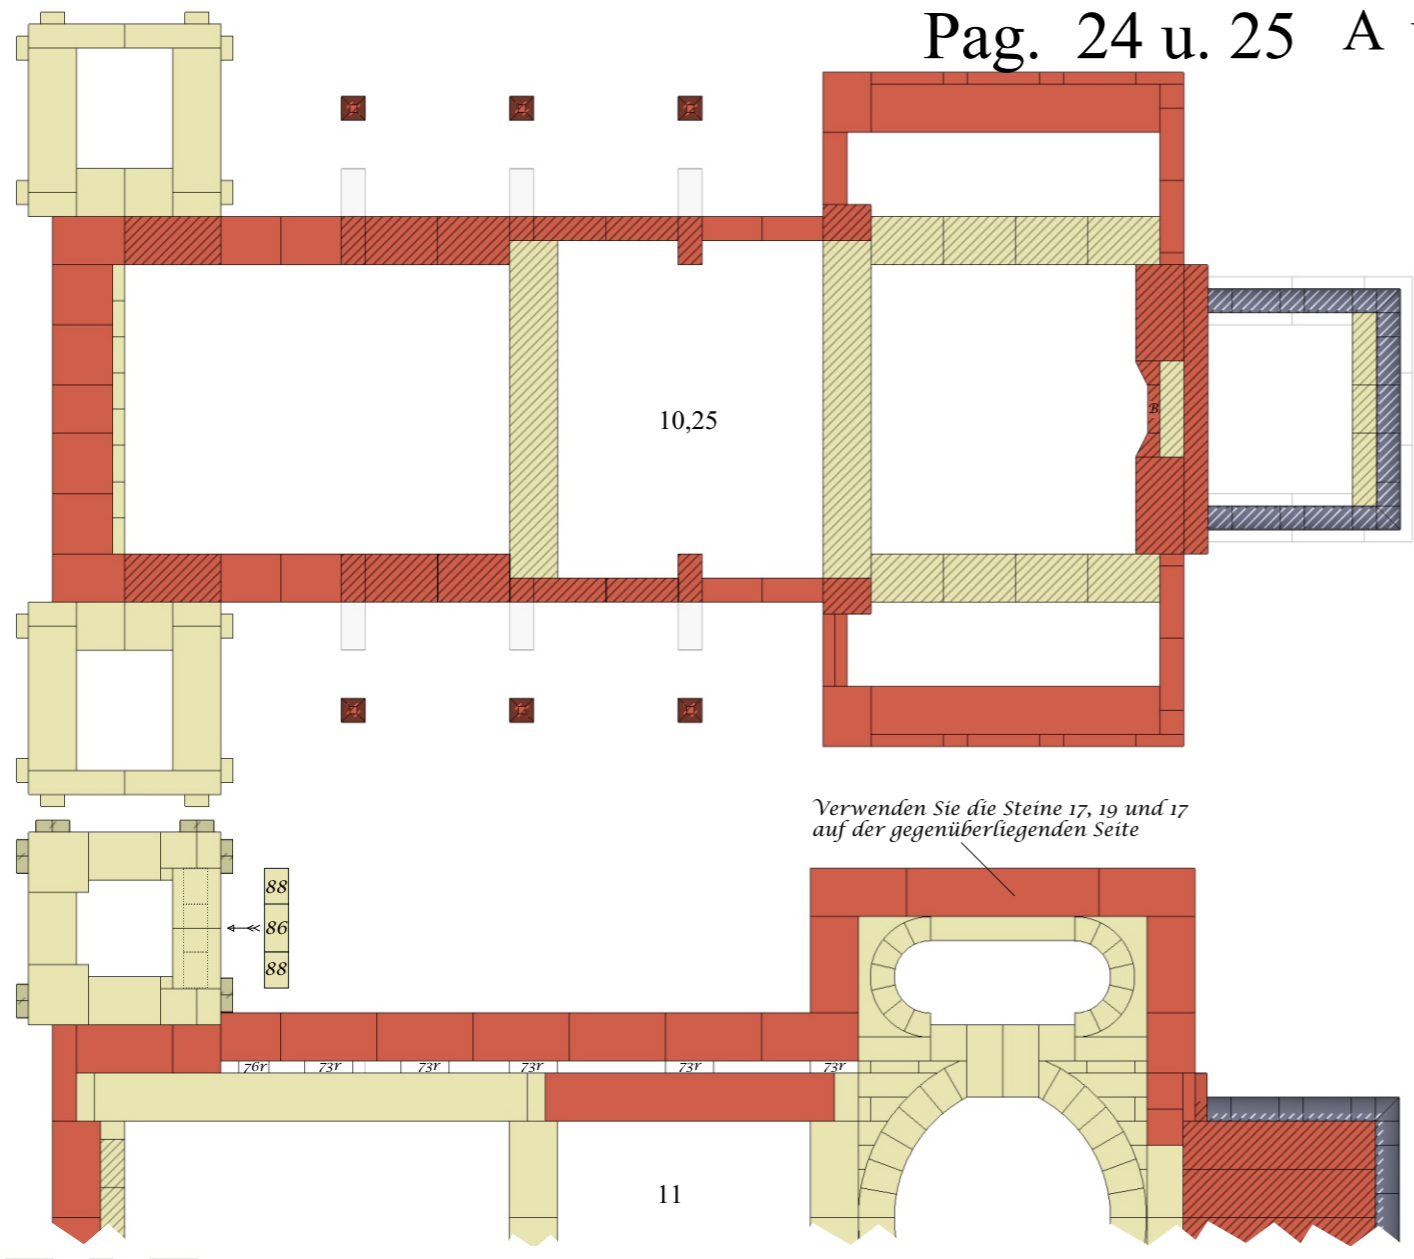 Pag. 24 u. 25 A
10,25
B
Verwenden Sie die Steine 17, 19 und 17
auf der gegenüberliegenden Seite
88
86
88
76r 73r 73r 73r 73r 73r
11